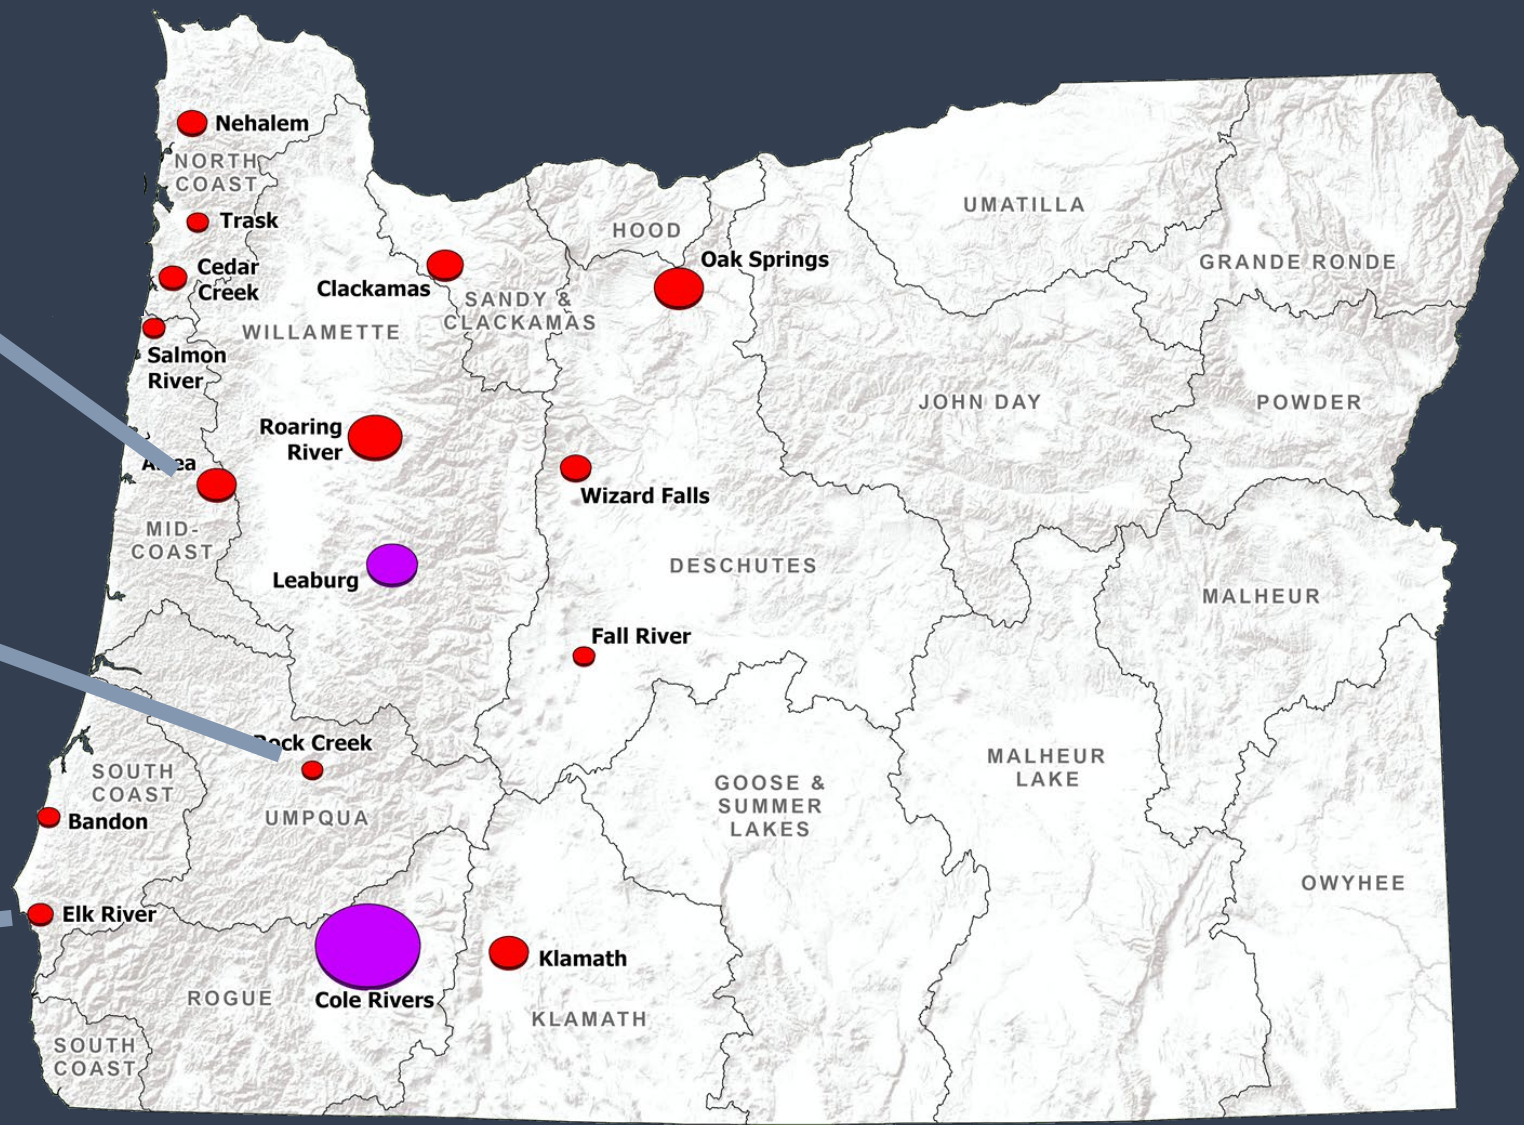 Nehalem
NORTH
COAST
Trask
UMATILLA
HOOD
Oak Springs
GRANDE RONDE
Cedar
Creek
Clackamas
SANDY &
CLACKAMAS
WILLAMETTE
Salmon
River
JOHN DAY
POWDER
Roaring
River
Wizard Falls
MID-
COAST
Leaburg
DESCHUTES
MALHEUR
Fall River
Creek
SOUTH
COAST
Bandon
UMPQUA
GOOSE &
SUMMER
LAKES
MALHEUR
LAKE
OWYHEE
Elk River
Klamath
ROGUE
Cole Rivers
KLAMATH
SOUTH
COAST